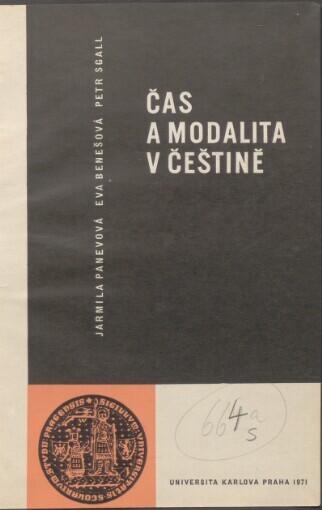 JARMILA PANEVOVÁ EVA BENEŠOVÁ PETR SGALL
ČAS
A MODALITA
V ČEŠTINĚ
664a
s
UNIVERSITA KARLOVA PRAHA 1971